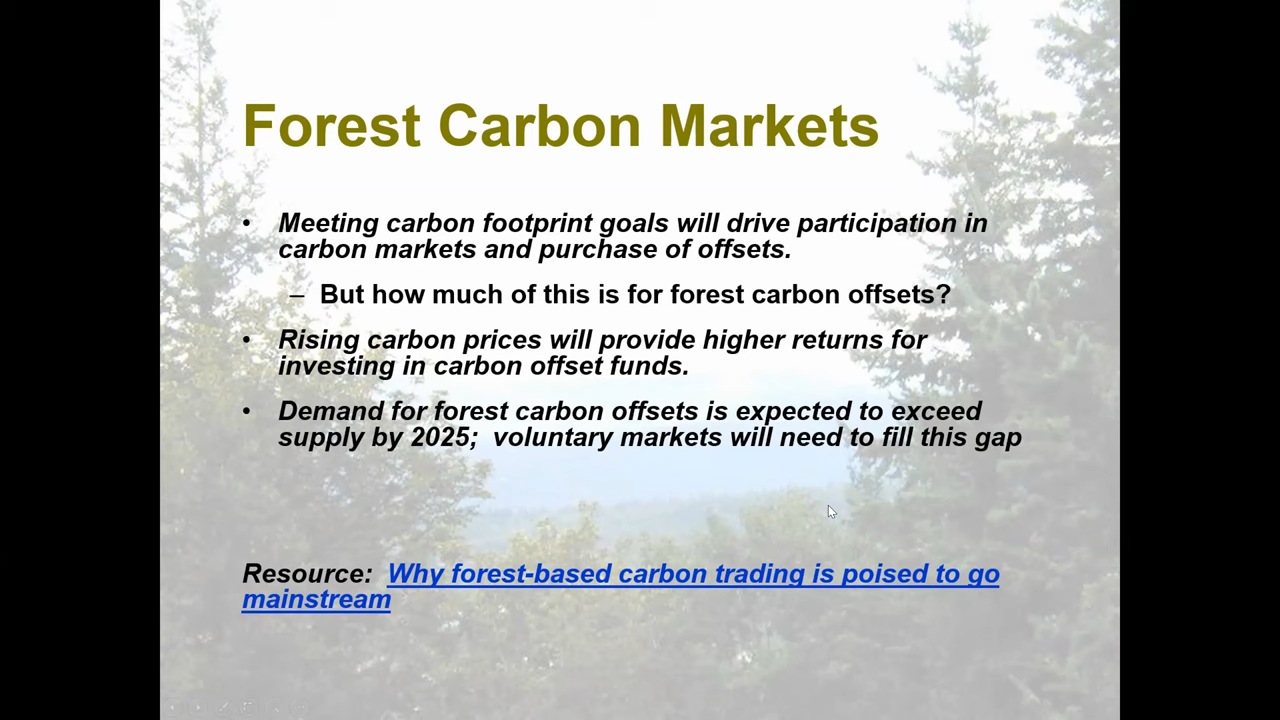 Forest Carbon Markets
• Meeting carbon footprint goals will drive participation in
carbon markets and purchase of offsets.
– But how much of this is for forest carbon offsets?
• Rising carbon prices will provide higher returns for
investing in carbon offset funds.
• Demand for forest carbon offsets is expected to exceed
supply by 2025;  voluntary markets will need to fill this gap
Resource:  Why forest-based carbon trading is poised to go
mainstream